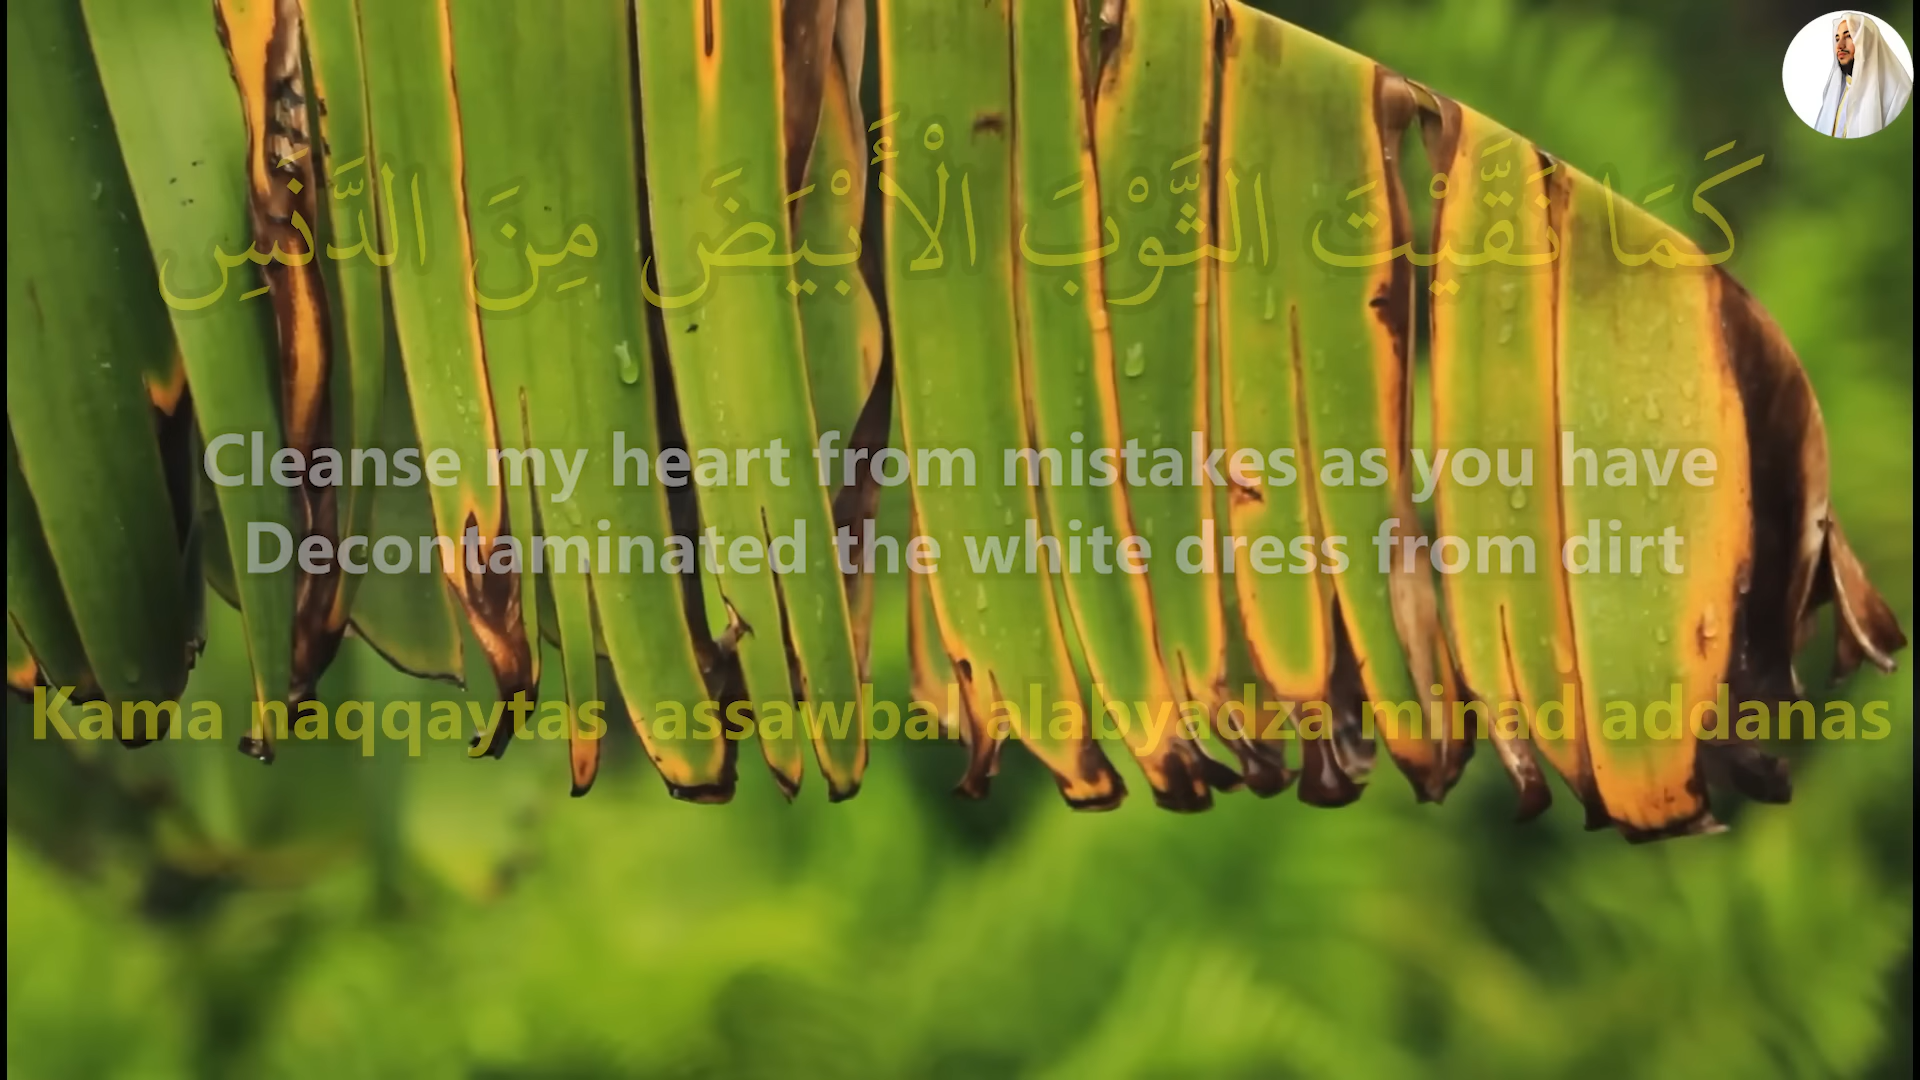 كَمَا نَقَّيْتَ الثَّوْبَ الْأَبْيَضَ مِنَ الدَّنَسِ
Cleanse my heart from mistakes as you have
Decontaminated the white dress from dirt
Kama naqqaytas assawbal alabyadza minad addanas